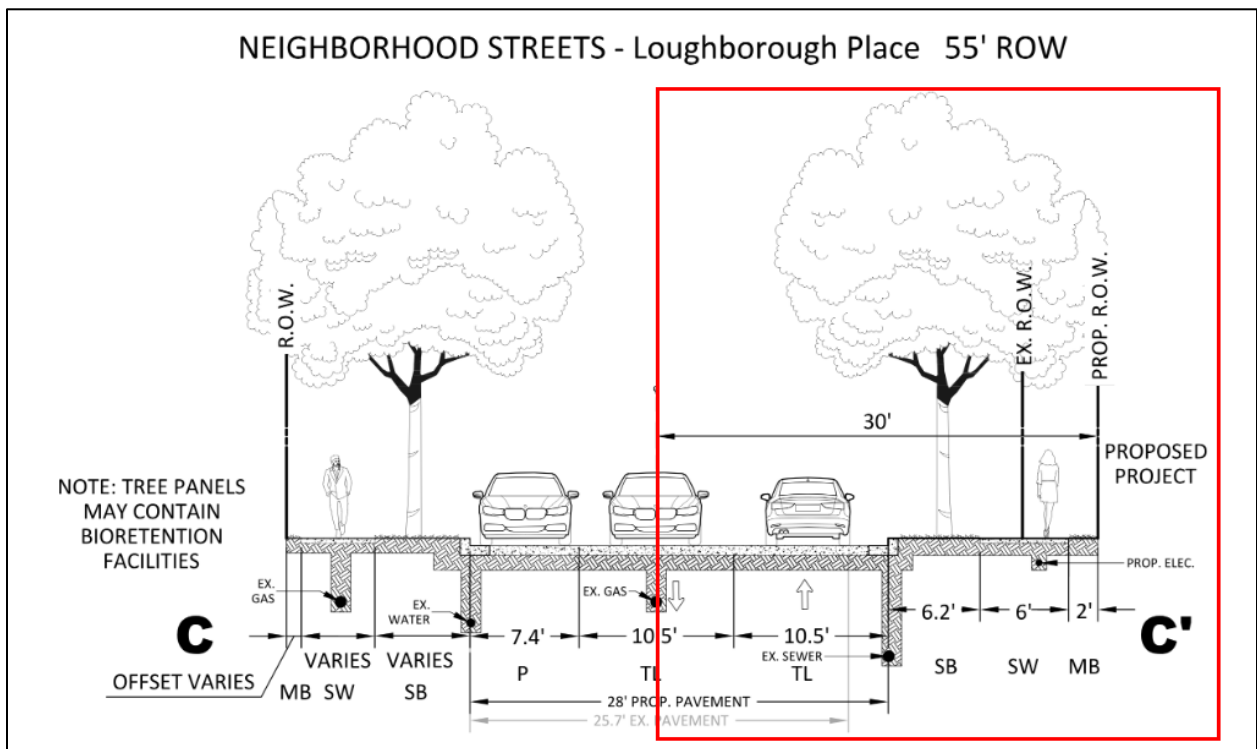 NEIGHBORHOOD STREETS - Loughborough Place 55' ROW
R.O.W.
EX. R.O.W.
PROP. R.O.W.
30'
PROPOSED
PROJECT
NOTE: TREE PANELS
MAY CONTAIN
BIORETENTION
FACILITIES
EX.
GAS
EX.
WATER
EX. GAS
PROP. ELEC.
C
C'
7.4'
10.5'
10.5'
6.2'
6'
2'
EX. SEWER
OFFSET VARIES
VARIES
VARIES
MB
SW
SB
P
TL
TL
SB
SW
MB
28' PROP. PAVEMENT
25.7' EX. PAVEMENT